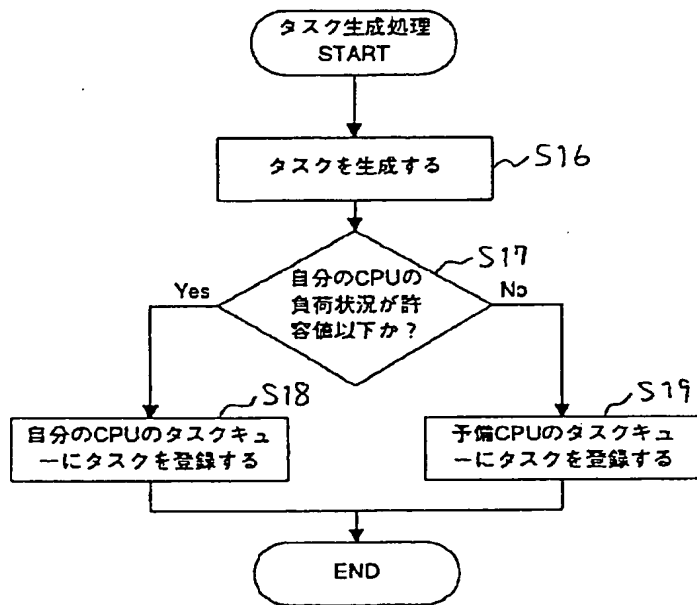 タスク生成処理
START
タスクを生成する
S16
自分のCPUの
負荷状況が許
容値以下か？
S17
Yes
No
S18
自分のCPUのタスクキュ
ーにタスクを登録する
S19
予備CPUのタスクキュ
ーにタスクを登録する
END